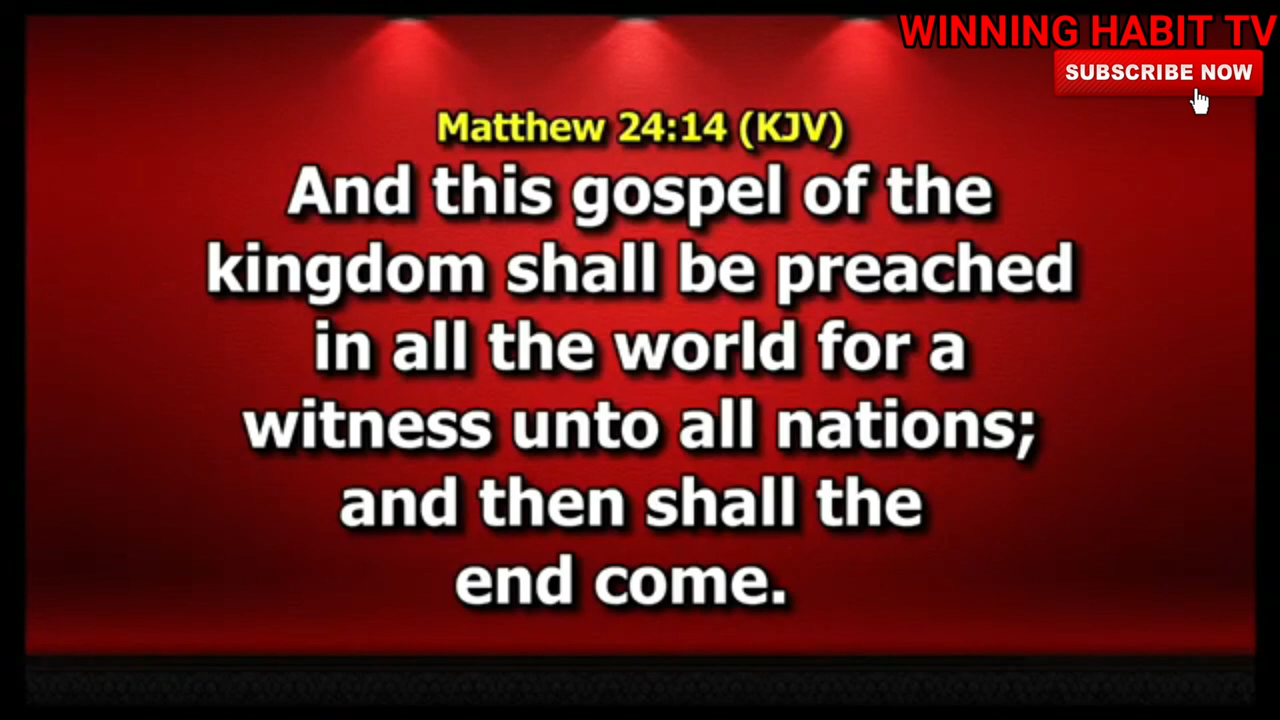 WINNING HABIT TV
SUBSCRIBE NOW
Matthew 24:14 (KJV)
And this gospel of the
kingdom shall be preached
in all the world for a
witness unto all nations;
and then shall the
end come.